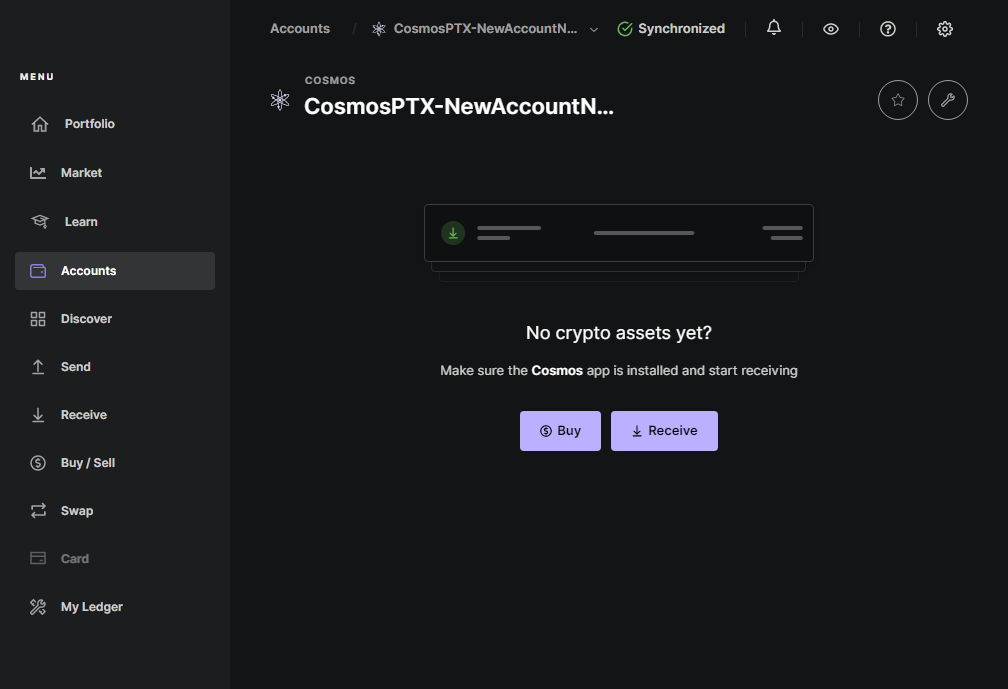 Accounts / CosmosPTX-NewAccountN... Synchronized
MENU
Portfolio
Market
Learn
Accounts
Discover
Send
Receive
Buy / Sell
Swap
Card
My Ledger
COSMOS
CosmosPTX-NewAccountN...
No crypto assets yet?
Make sure the Cosmos app is installed and start receiving
Buy
Receive